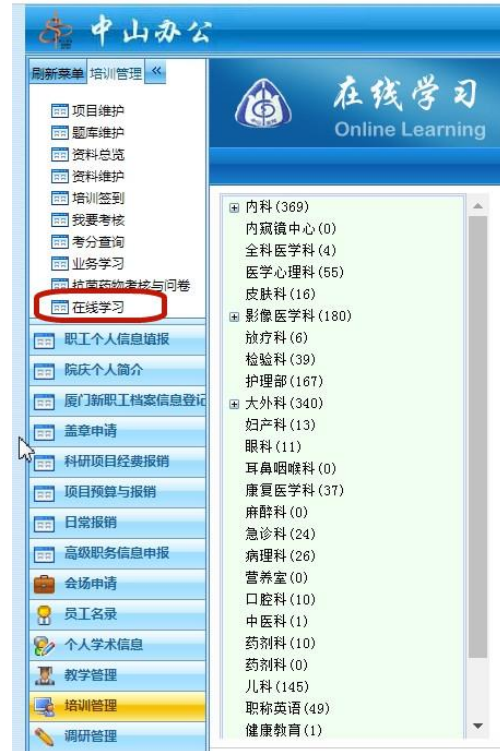 中山办公
刷新菜单 培训管理 «
项目维护
题库维护
资料总览
资料维护
培训签到
我要考核
考分查询
业务学习
抗菌药物考核与问卷
在线学习
职工个人信息填报
院庆个人简介
厦门新职工档案信息登记
盖章申请
科研项目经费报销
项目预算与报销
日常报销
高级职务信息申报
会场申请
员工名录
个人学术信息
教学管理
培训管理
调研管理
在线学习
Online Learning
内科(369)
内窥镜中心(0)
全科医学科(4)
医学心理科(55)
皮肤科(16)
影像医学科(180)
放疗科(6)
检验科(39)
护理部(167)
大外科(340)
妇产科(13)
眼科(11)
耳鼻咽喉科(0)
康复医学科(37)
麻醉科(0)
急诊科(24)
病理科(26)
营养室(0)
口腔科(10)
中医科(1)
药剂科(10)
药剂科(0)
儿科(145)
职称英语(49)
健康教育(1)